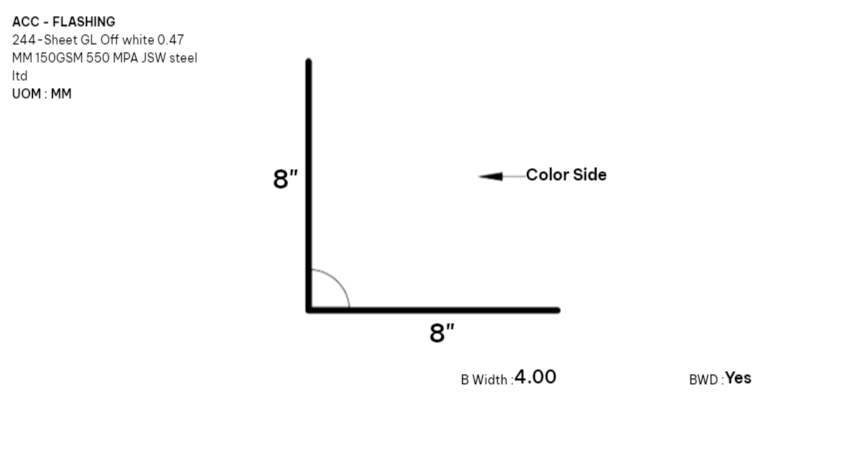 ACC - FLASHING
244-Sheet GL Off white 0.47
MM 150GSM 550 MPA JSW steel
ltd
UOM : MM
8"
Color Side
8"
B Width :4.00
BWD :Yes